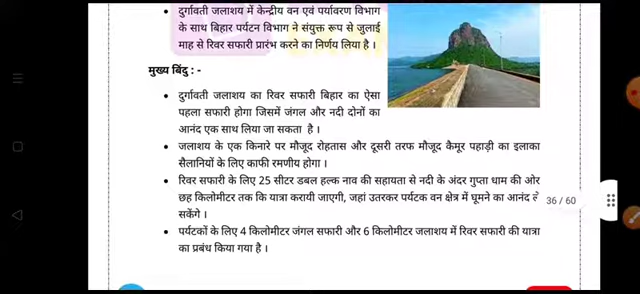 दुर्गावती जलाशय में केन्द्रीय वन एवं पर्यावरण विभाग
के साथ बिहार पर्यटन विभाग ने संयुक्त रूप से जुलाई
माह से रिवर सफारी प्रारंभ करने का निर्णय लिया है ।
मुख्य बिंदु : -
दुर्गावती जलाशय का रिवर सफारी बिहार का ऐसा
पहला सफारी होगा जिसमें जंगल और नदी दोनों का
आनंद एक साथ लिया जा सकता है ।
जलाशय के एक किनारे पर मौजूद रोहतास और दूसरी तरफ मौजूद कैमूर पहाड़ी का इलाका
सैलानियों के लिए काफी रमणीय होगा ।
रिवर सफारी के लिए 25 सीटर डबल हल्क नाव की सहायता से नदी के अंदर गुप्ता धाम की ओर
छह किलोमीटर तक कि यात्रा करायी जाएगी, जहां उतरकर पर्यटक वन क्षेत्र में घूमने का आनंद ले
सकेंगे ।
36 / 60
पर्यटकों के लिए 4 किलोमीटर जंगल सफारी और 6 किलोमीटर जलाशय में रिवर सफारी की यात्रा
का प्रबंध किया गया है ।